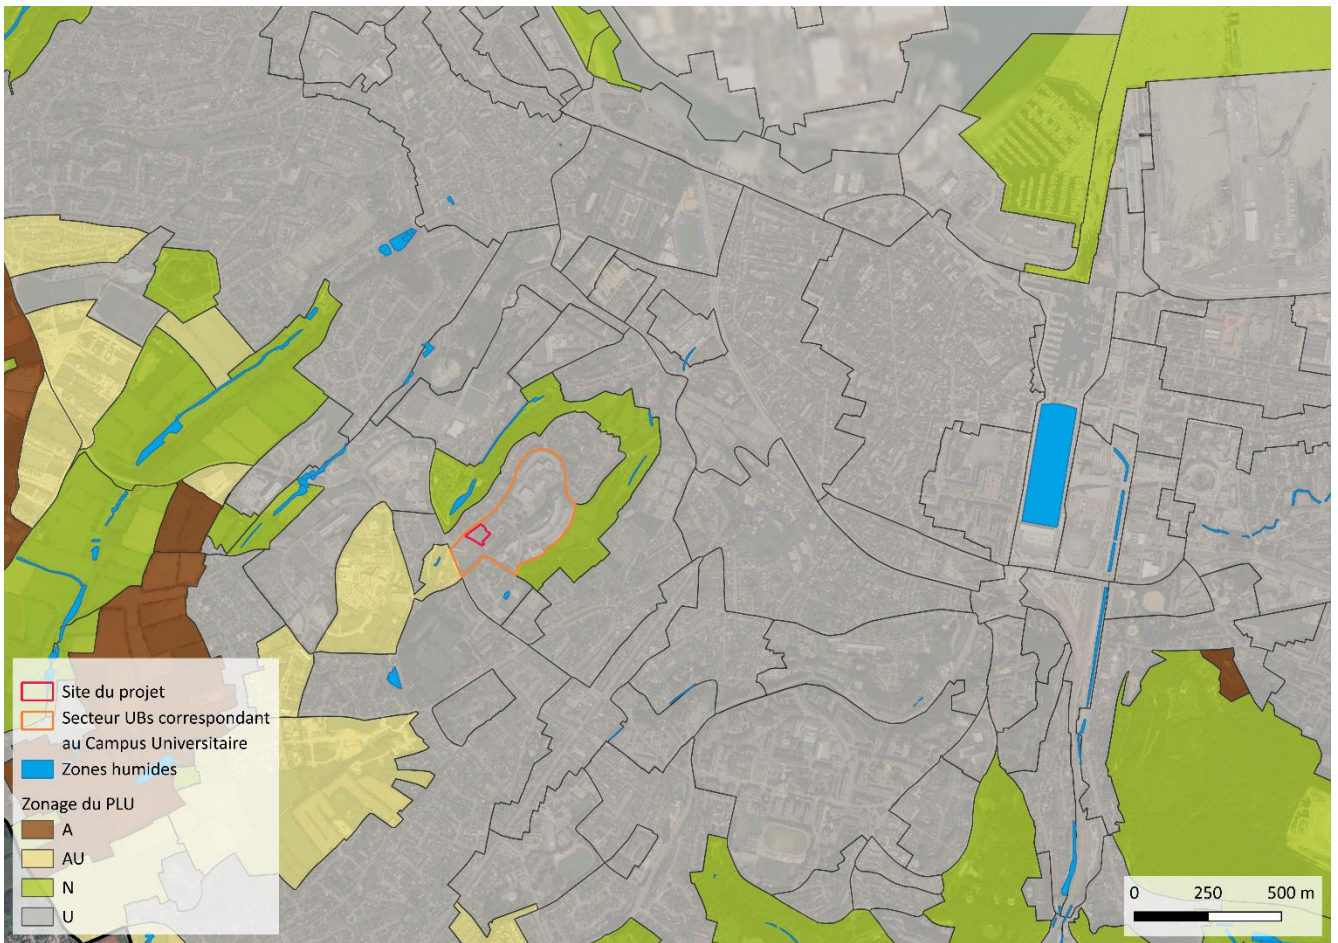 Site du projet
Secteur UBs correspondant
au Campus Universitaire
Zones humides
Zonage du PLU
A
AU
N
U
0 250 500 m